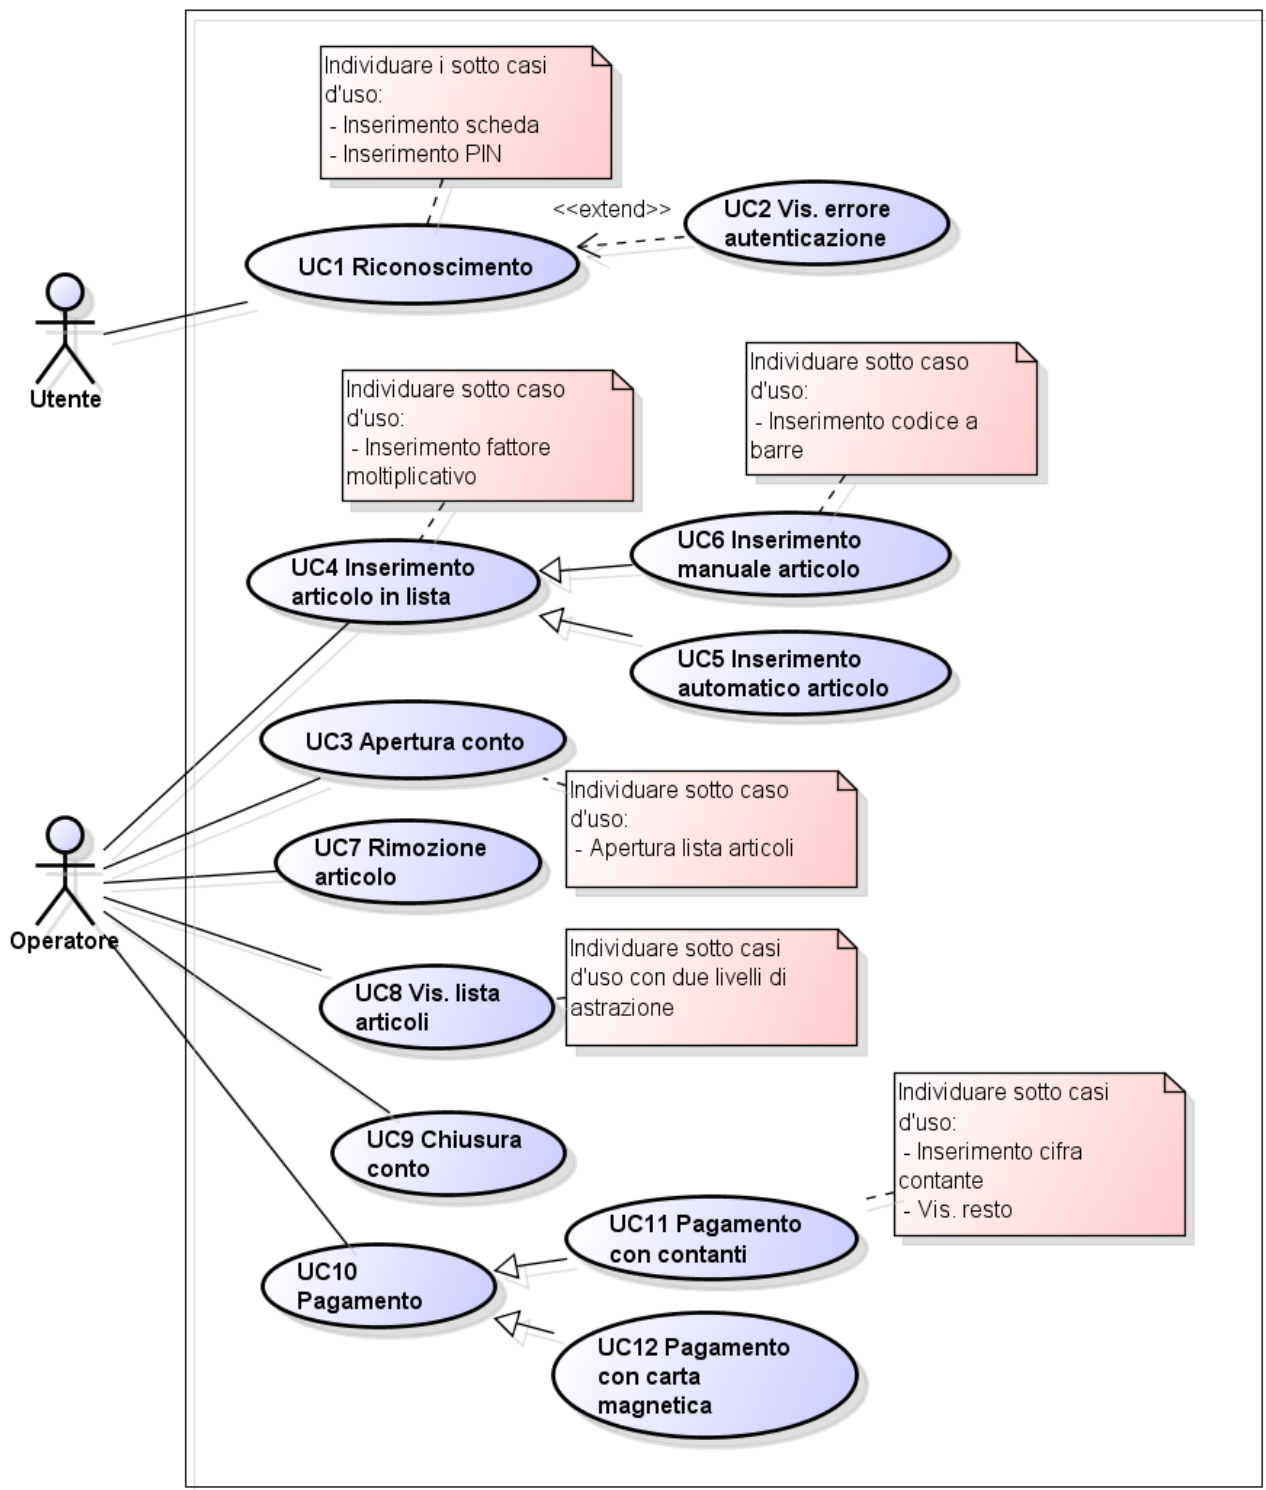 Individuare i sotto casi
d'uso:
- Inserimento scheda
- Inserimento PIN
<<extend>>
UC2 Vis. errore
autenticazione
UC1 Riconoscimento
Utente
Individuare sotto caso
d'uso:
- Inserimento codice a
barre
Individuare sotto caso
d'uso:
- Inserimento fattore
moltiplicativo
UC6 Inserimento
manuale articolo
UC4 Inserimento
articolo in lista
UC5 Inserimento
automatico articolo
UC3 Apertura conto
Individuare sotto caso
d'uso:
- Apertura lista articoli
UC7 Rimozione
articolo
Operatore
Individuare sotto casi
d'uso con due livelli di
astrazione
UC8 Vis. lista
articoli
Individuare sotto casi
d'uso:
- Inserimento cifra
contante
- Vis. resto
UC9 Chiusura
conto
UC11 Pagamento
con contanti
UC10
Pagamento
UC12 Pagamento
con carta
magnetica